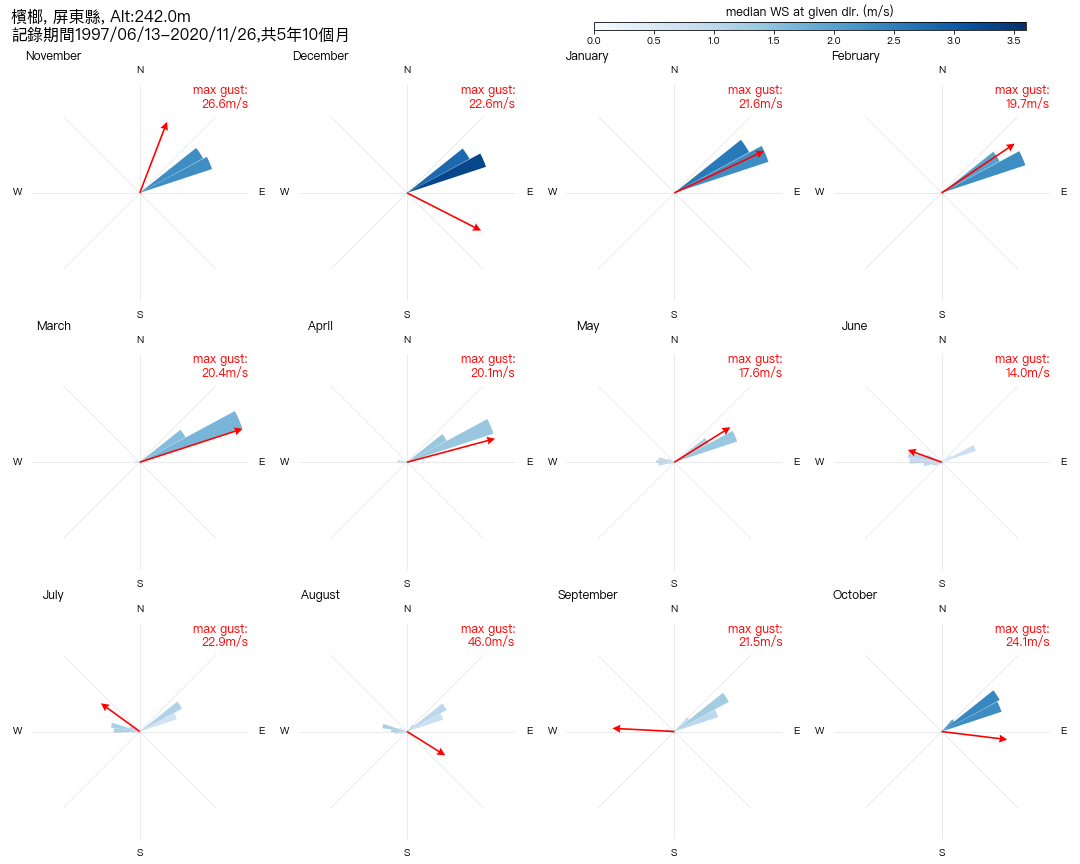 檳榔, 屏東縣, Alt:242.0m
記錄期間1997/06/13–2020/11/26,共5年10個月
median WS at given dir. (m/s)
0.0 0.5 1.0 1.5 2.0 2.5 3.0 3.5
November
N
max gust:
26.6m/s
W
E
S
December
N
max gust:
22.6m/s
W
E
S
January
N
max gust:
21.6m/s
W
E
S
February
N
max gust:
19.7m/s
W
E
S
March
N
max gust:
20.4m/s
W
E
S
April
N
max gust:
20.1m/s
W
E
S
May
N
max gust:
17.6m/s
W
E
S
June
N
max gust:
14.0m/s
W
E
S
July
N
max gust:
22.9m/s
W
E
S
August
N
max gust:
46.0m/s
W
E
S
September
N
max gust:
21.5m/s
W
E
S
October
N
max gust:
24.1m/s
W
E
S